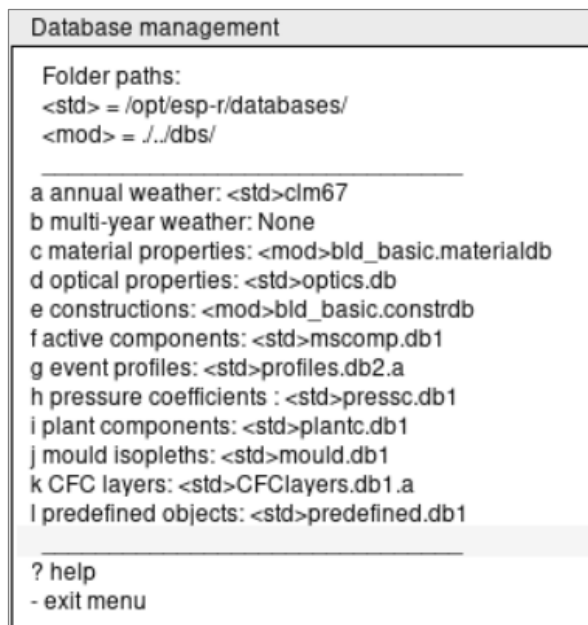 Database management
Folder paths:
<std> = /opt/esp-r/databases/
<mod> = ./../dbs/
a annual weather: <std>clm67
b multi-year weather: None
c material properties: <mod>bld_basic.materialdb
d optical properties: <std>optics.db
e constructions: <mod>bld_basic.constrdb
f active components: <std>mscomp.db1
g event profiles: <std>profiles.db2.a
h pressure coefficients : <std>pressc.db1
i plant components: <std>plantc.db1
j mould isopleths: <std>mould.db1
k CFC layers: <std>CFClayers.db1.a
l predefined objects: <std>predefined.db1
? help
- exit menu